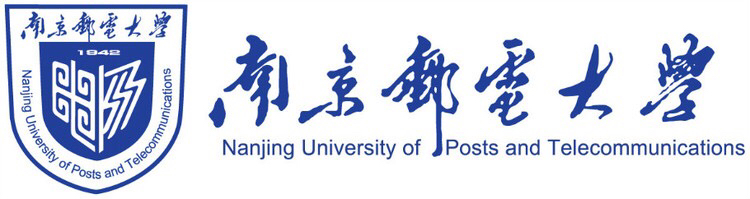 南京郵電大學
1942
Nanjing University of Posts and Telecommunications
南京郵電大學
Nanjing University of Posts and Telecommunications